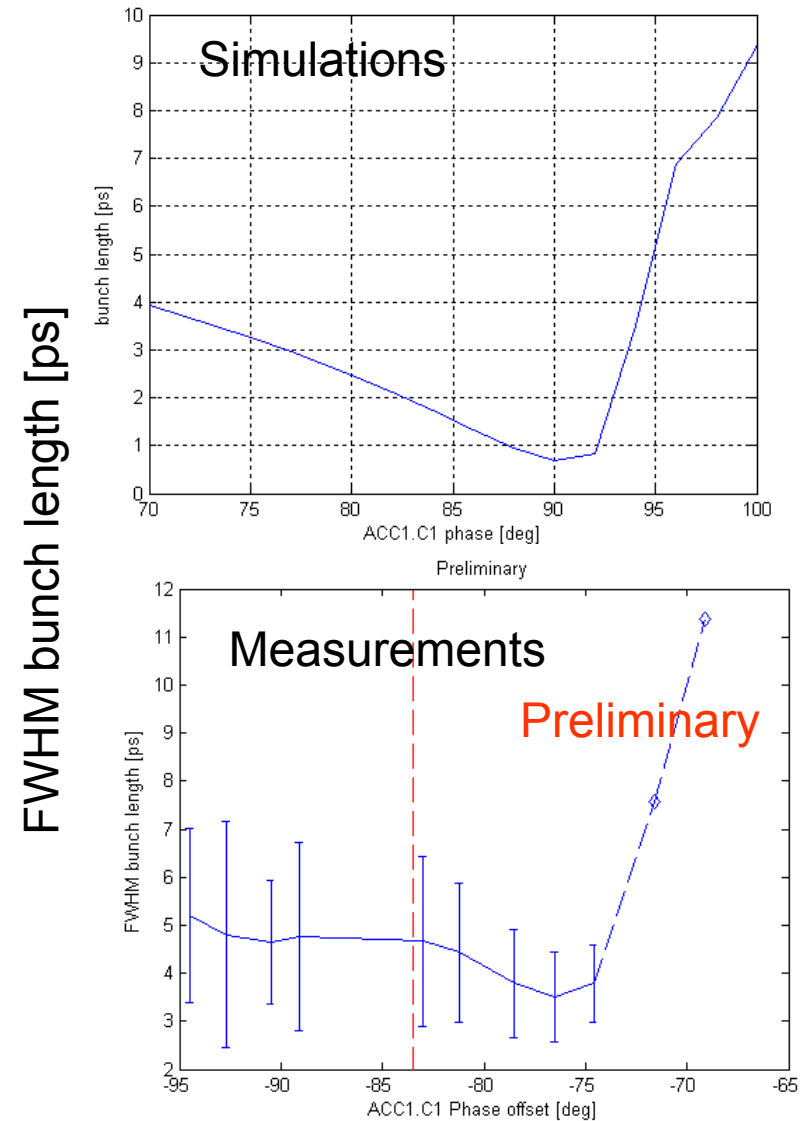 FWHM bunch length [ps]
Simulations
bunch length [ps]
10
9
8
7
6
5
4
3
2
1
0
70 75 80 85 90 95 100
ACC1.C1 phase [deg]
Preliminary
Measurements
Preliminary
FWHM bunch length [ps]
12
11
10
9
8
7
6
5
4
3
2
-95 -90 -85 -80 -75 -70 -65
ACC1.C1 Phase offset [deg]